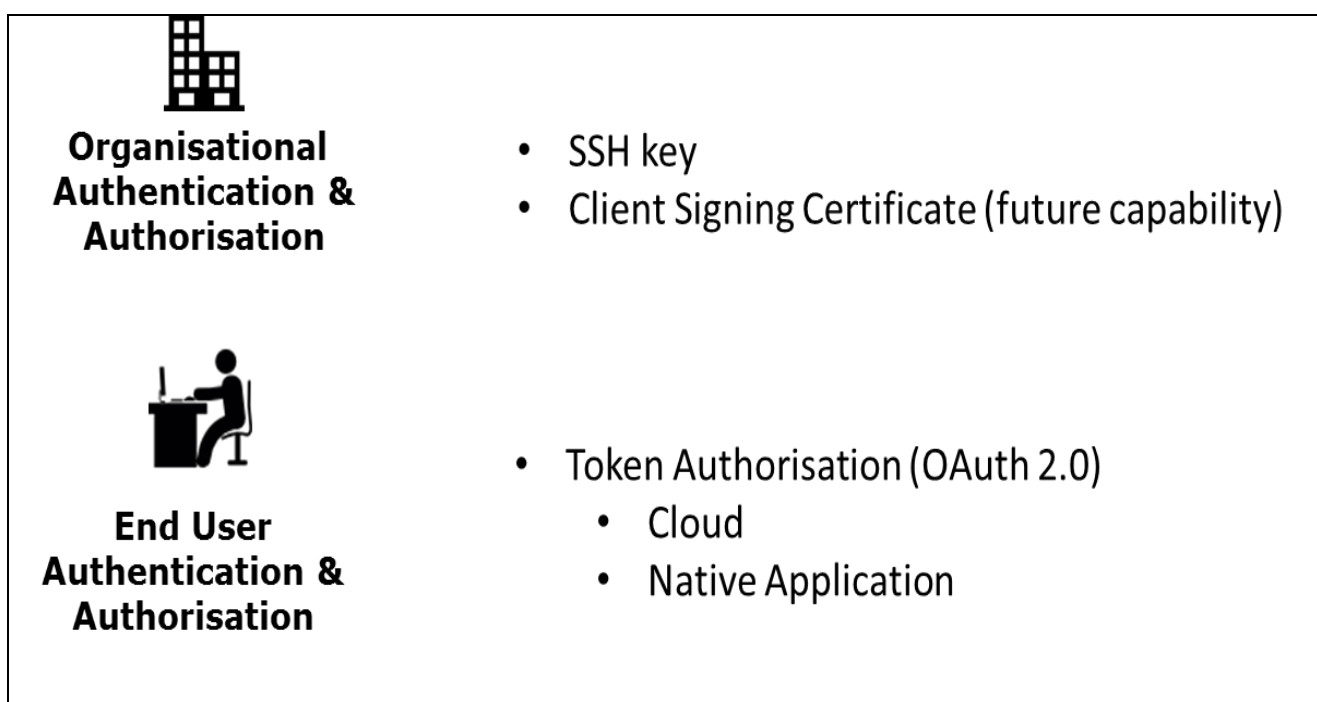 Organisational
Authentication &
Authorisation
• SSH key
• Client Signing Certificate (future capability)
End User
Authentication &
Authorisation
• Token Authorisation (OAuth 2.0)
• Cloud
• Native Application